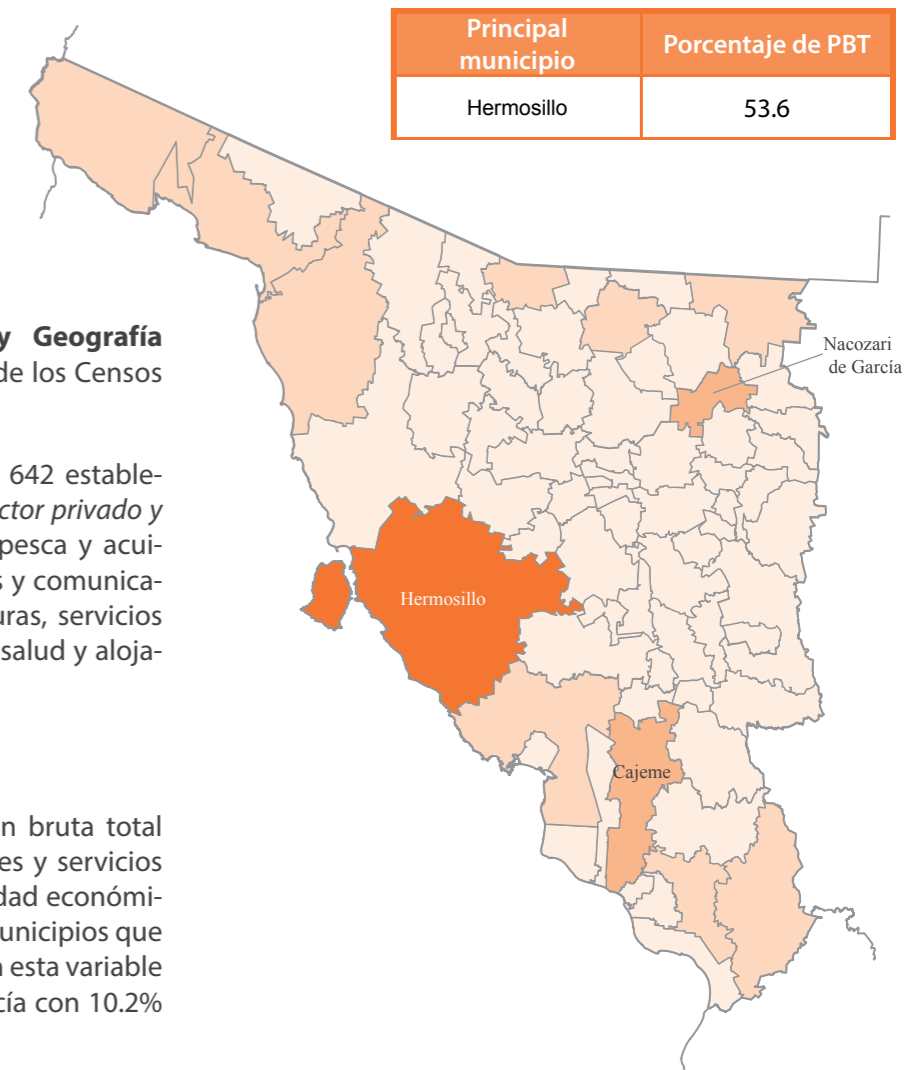 Principal
municipio
Porcentaje de PBT
Hermosillo
53.6
y Geografía
de los Censos
642 estable-
ctor privado y
pesca y acui-
s y comunica-
uras, servicios
salud y aloja-
n bruta total
es y servicios
dad económi-
unicipios que
n esta variable
cía con 10.2%
Nacozari
de García
Hermosillo
Cajeme